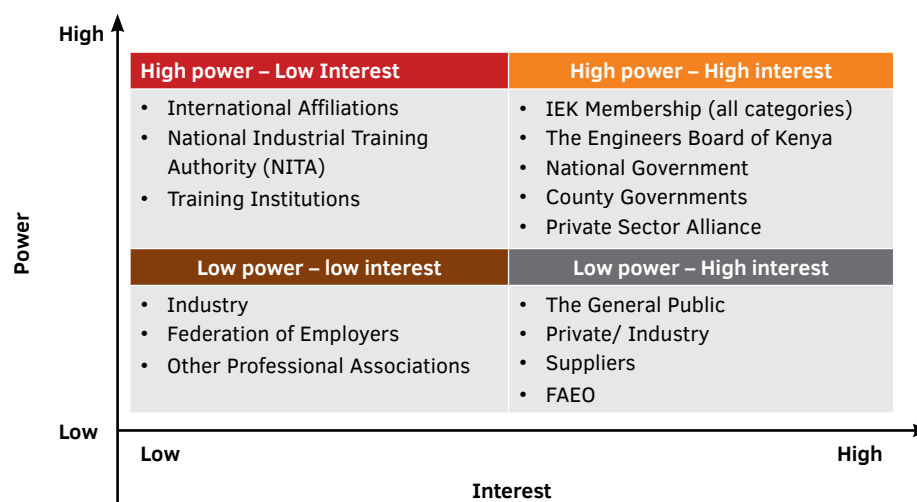 High
High power – Low Interest
• International Affiliations
• National Industrial Training
Authority (NITA)
• Training Institutions
High power – High interest
• IEK Membership (all categories)
• The Engineers Board of Kenya
• National Government
• County Governments
• Private Sector Alliance
Power
Low power – low interest
• Industry
• Federation of Employers
• Other Professional Associations
Low power – High interest
• The General Public
• Private/ Industry
• Suppliers
• FAEO
Low
Low
High
Interest